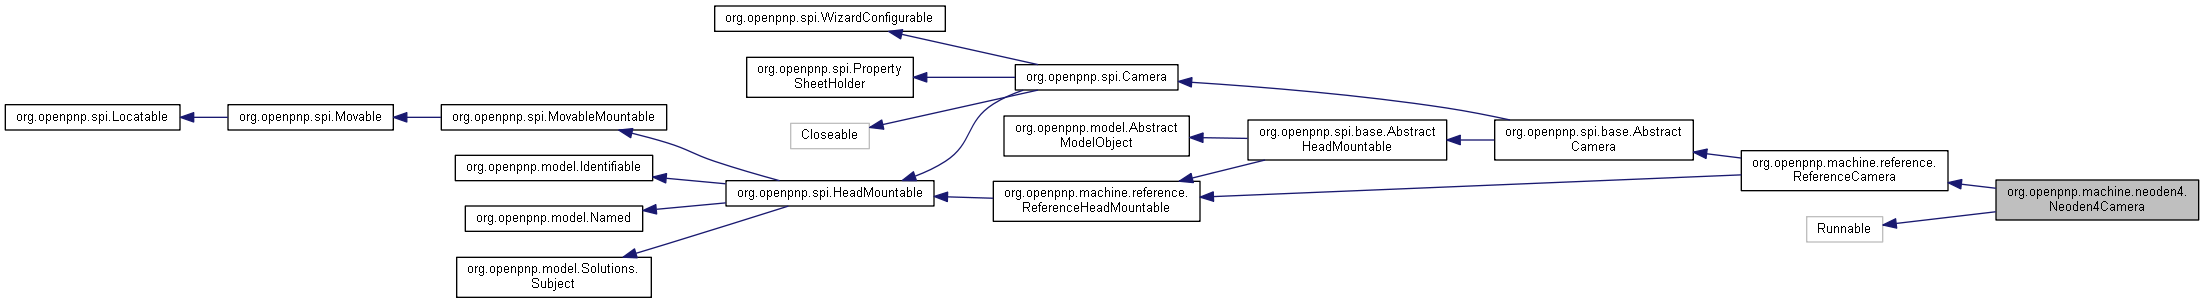 org.openpnp.spi.WizardConfigurable
org.openpnp.spi.Property
SheetHolder
org.openpnp.spi.Camera
org.openpnp.spi.Locatable
org.openpnp.spi.Movable
org.openpnp.spi.MovableMountable
Closeable
org.openpnp.model.Abstract
ModelObject
org.openpnp.spi.base.Abstract
HeadMountable
org.openpnp.spi.base.Abstract
Camera
org.openpnp.model.Identifiable
org.openpnp.machine.reference.
ReferenceCamera
org.openpnp.spi.HeadMountable
org.openpnp.machine.reference.
ReferenceHeadMountable
org.openpnp.machine.neoden4.
Neoden4Camera
org.openpnp.model.Named
Runnable
org.openpnp.model.Solutions.
Subject